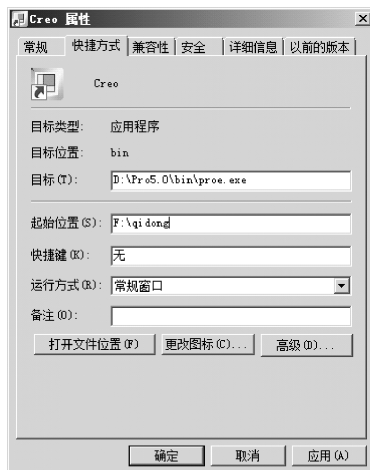 Creo 属性
常规 快捷方式 兼容性 安全 详细信息 以前的版本
Creo
目标类型: 应用程序
目标位置: bin
目标(T): D:\Pro5.0\bin\proe.exe
起始位置(S): F:\qidong
快捷键(K): 无
运行方式(R): 常规窗口
备注(O):
打开文件位置(F) 更改图标(C)... 高级(D)...
确定 取消 应用(A)